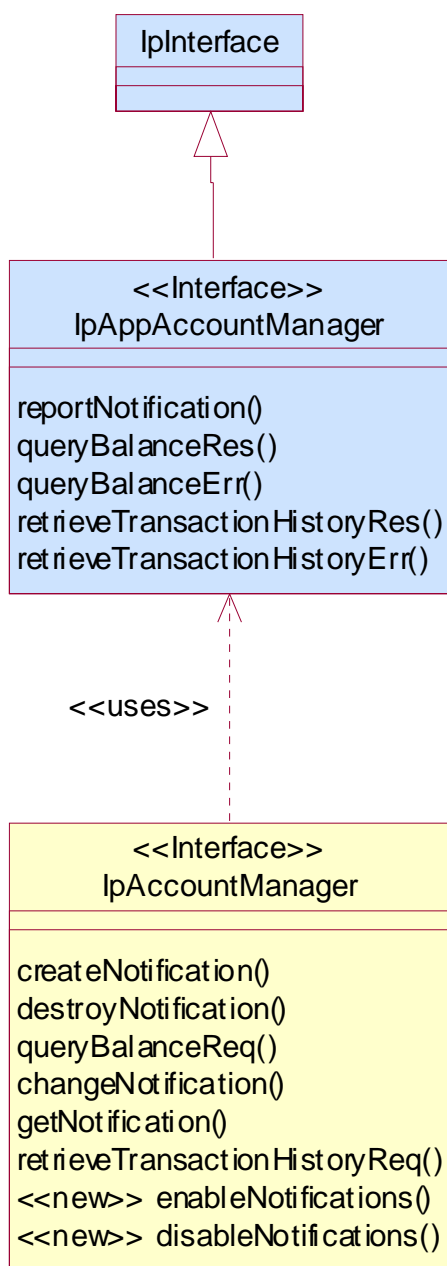 IpInterface
<<Interface>>
IpAppAccountManager
reportNotification()
queryBalanceRes()
queryBalanceErr()
retrieveTransactionHistoryRes()
retrieveTransactionHistoryErr()
<<uses>>
<<Interface>>
IpAccountManager
createNotification()
destroyNotification()
queryBalanceReq()
changeNotification()
getNotification()
retrieveTransactionHistoryReq()
<<new>> enableNotifications()
<<new>> disableNotifications()